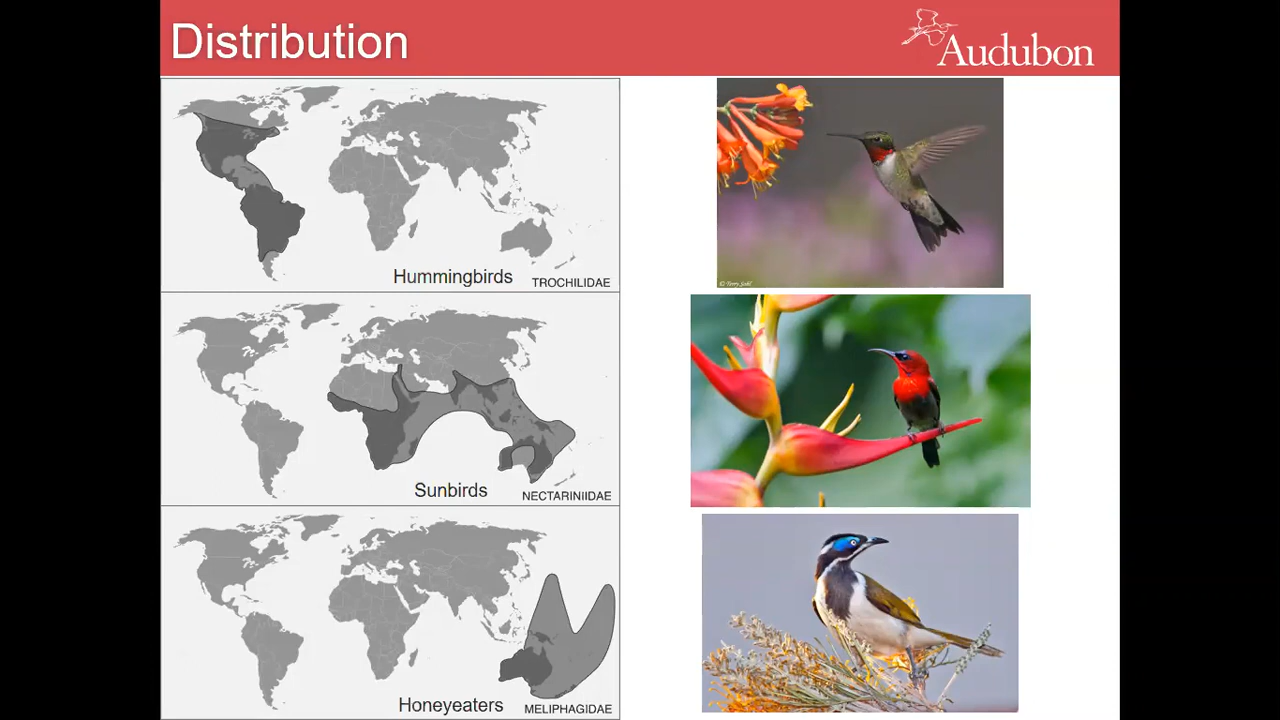 Distribution
Audubon
Hummingbirds
TROCHILIDAE
Sunbirds
NECTARINIIDAE
Honeyeaters
MELIPHAGIDAE